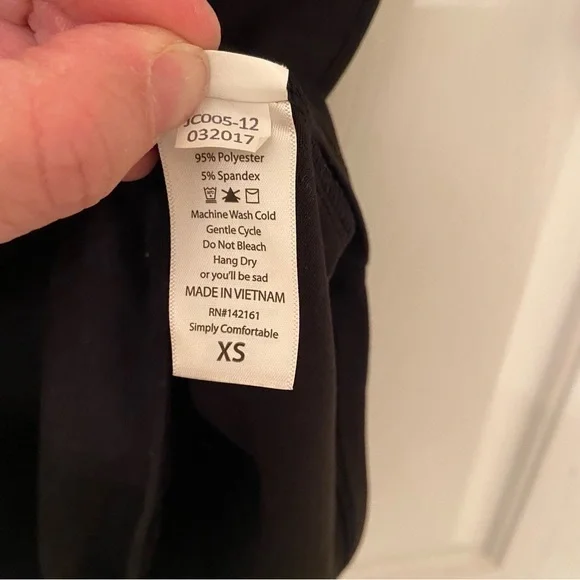 JC005-12
032017
95% Polyester
5% Spandex
Machine Wash Cold
Gentle Cycle
Do Not Bleach
Hang Dry
or you'll be sad
MADE IN VIETNAM
RN#142161
Simply Comfortable
XS